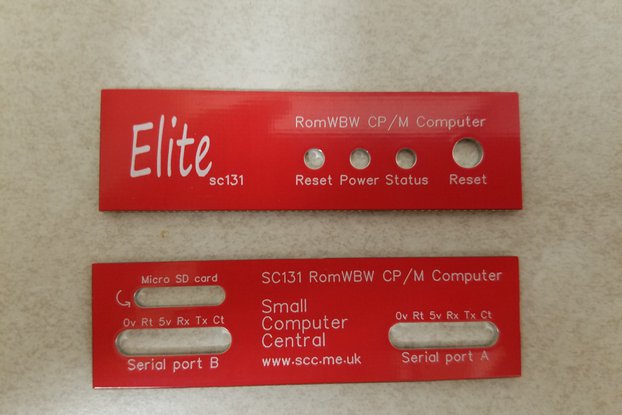 RomWBW CP/M Computer
Elite
sc131
Reset Power Status Reset
Micro SD card
SC131 RomWBW CP/M Computer
Small
Computer
Central
www.scc.me.uk
0v Rt 5v Rx Tx Ct
Serial port B
0v Rt 5v Rx Tx Ct
Serial port A